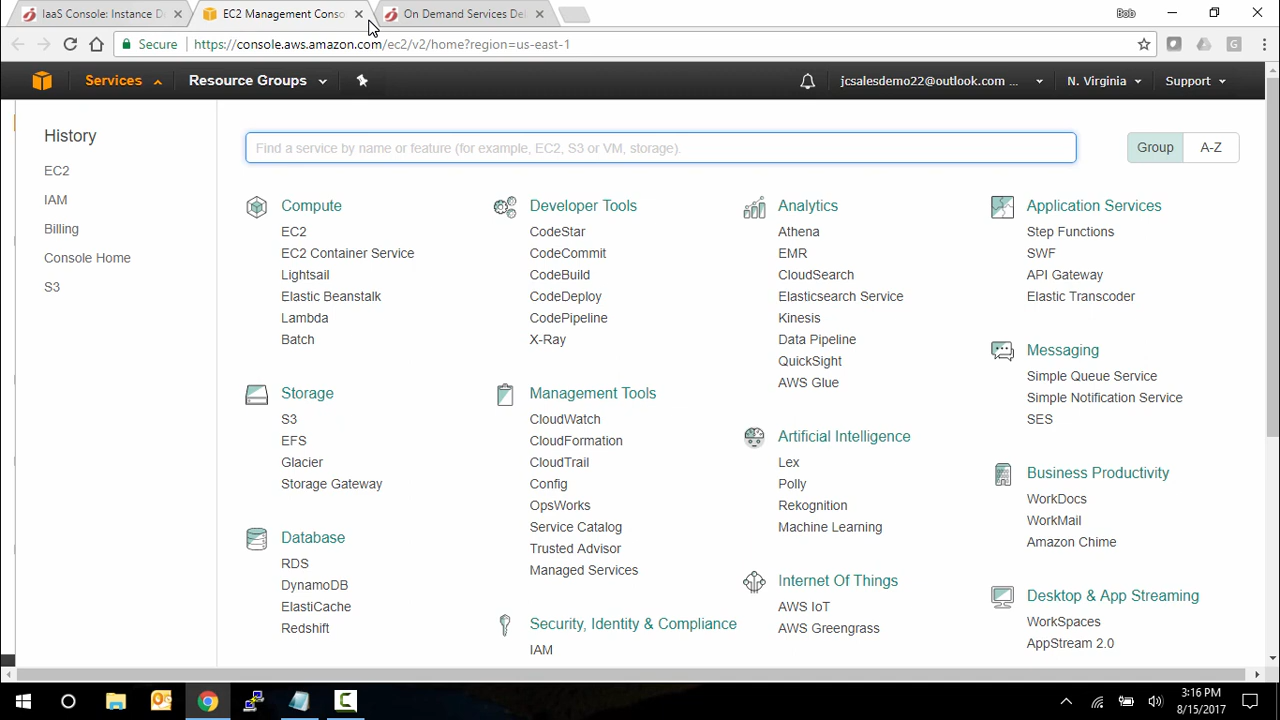 IaaS Console: Instance D
EC2 Management Conso
On Demand Services De
Bob
Secure
https://console.aws.amazon.com/ec2/v2/home?region=us-east-1
Services
Resource Groups
jcsalesdemo22@outlook.com ...
N. Virginia
Support
History
EC2
IAM
Billing
Console Home
S3
Find a service by name or feature (for example, EC2, S3 or VM, storage).
Group
A-Z
Compute
EC2
EC2 Container Service
Lightsail
Elastic Beanstalk
Lambda
Batch
Storage
S3
EFS
Glacier
Storage Gateway
Database
RDS
DynamoDB
ElastiCache
Redshift
Developer Tools
CodeStar
CodeCommit
CodeBuild
CodeDeploy
CodePipeline
X-Ray
Management Tools
CloudWatch
CloudFormation
CloudTrail
Config
OpsWorks
Service Catalog
Trusted Advisor
Managed Services
Security, Identity & Compliance
IAM
Analytics
Athena
EMR
CloudSearch
Elasticsearch Service
Kinesis
Data Pipeline
QuickSight
AWS Glue
Artificial Intelligence
Lex
Polly
Rekognition
Machine Learning
Internet Of Things
AWS IoT
AWS Greengrass
Application Services
Step Functions
SWF
API Gateway
Elastic Transcoder
Messaging
Simple Queue Service
Simple Notification Service
SES
Business Productivity
WorkDocs
WorkMail
Amazon Chime
Desktop & App Streaming
WorkSpaces
AppStream 2.0
3:16 PM
8/15/2017